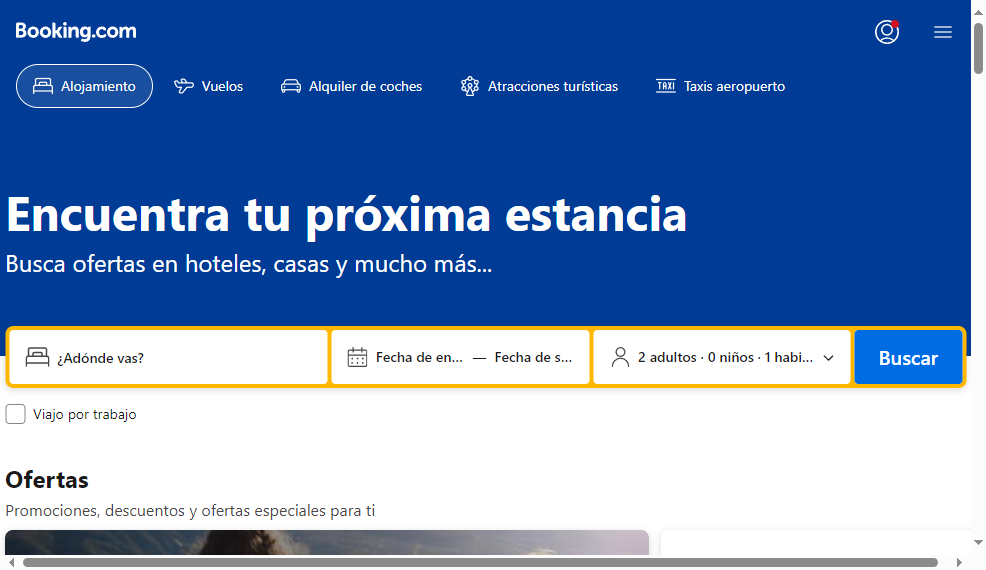 Booking.com
Alojamiento
Vuelos
Alquiler de coches
Atracciones turísticas
TAXI
Taxis aeropuerto
Encuentra tu próxima estancia
Busca ofertas en hoteles, casas y mucho más...
¿Adónde vas?
Fecha de en... — Fecha de s...
2 adultos · 0 niños · 1 habi...
Buscar
Viajo por trabajo
Ofertas
Promociones, descuentos y ofertas especiales para ti